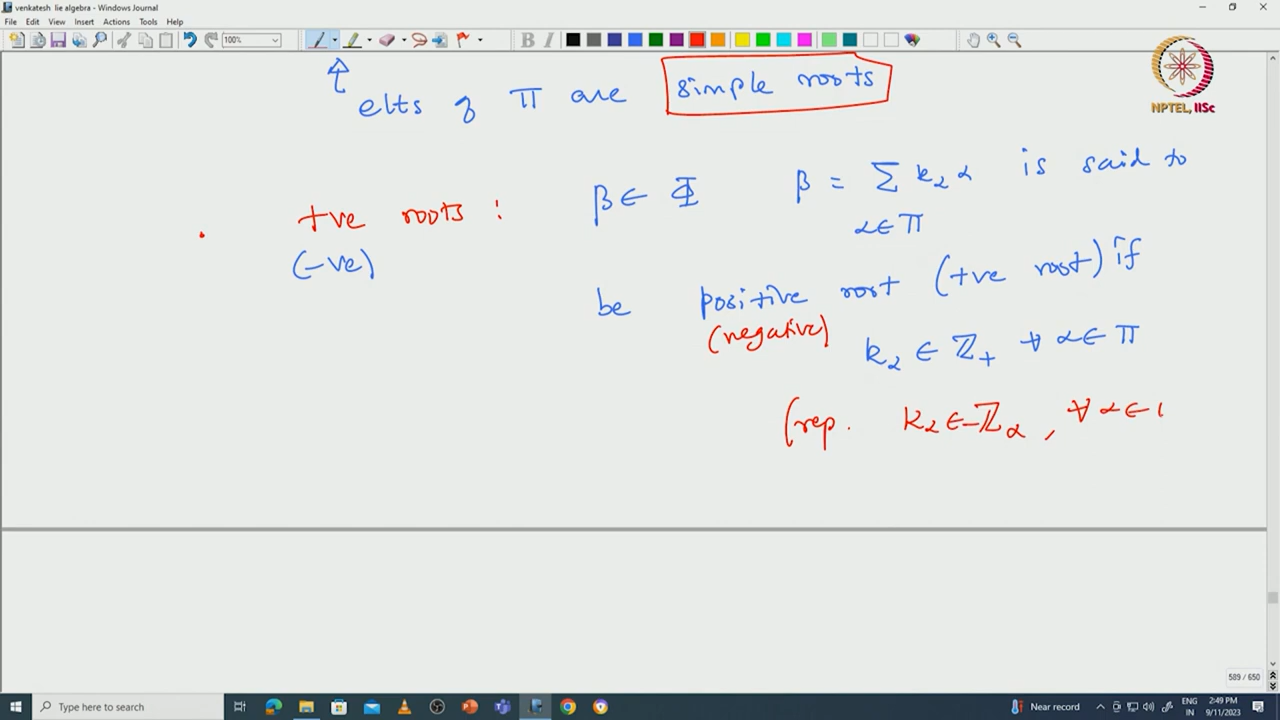 venkatesh lie algebra - Windows Journal
File Edit View Insert Actions Tools Help
100%
B I
NPTEL, IISc
elts of Π are simple roots
+ve roots : β ∈ Φ β = Σ k_α α is said to
α∈Π
(-ve)
be positive root (+ve root) if
(negative)
k_α ∈ ℤ_+ ∀ α ∈ Π
(rep. k_α ∈ -ℤ_α , ∀ α ∈
589 / 650
Type here to search
Near record
ENG
IN
2:49 PM
9/11/2023